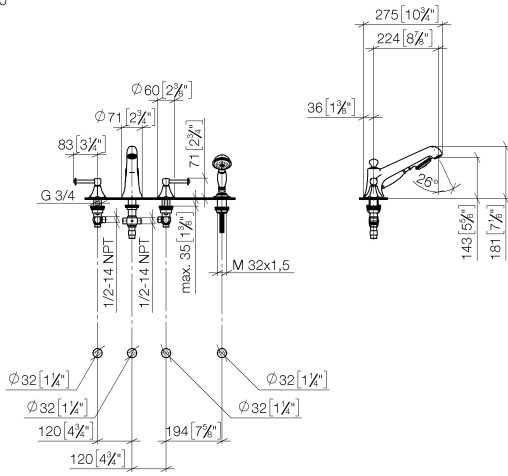 275[10¾"]
224[8⅞"]
Ø60[2⅜"]
Ø71[2¾"]
36[1⅜"]
83[3¼"]
71[2¾"]
26°
G 3/4
1/2-14 NPT
1/2-14 NPT
max. 35[1⅜"]
M 32x1,5
143[5⅝"]
181[7⅛"]
Ø32[1¼"]
Ø32[1¼"]
Ø32[1¼"]
Ø32[1¼"]
120[4¾"]
194[7⅝"]
120[4¾"]